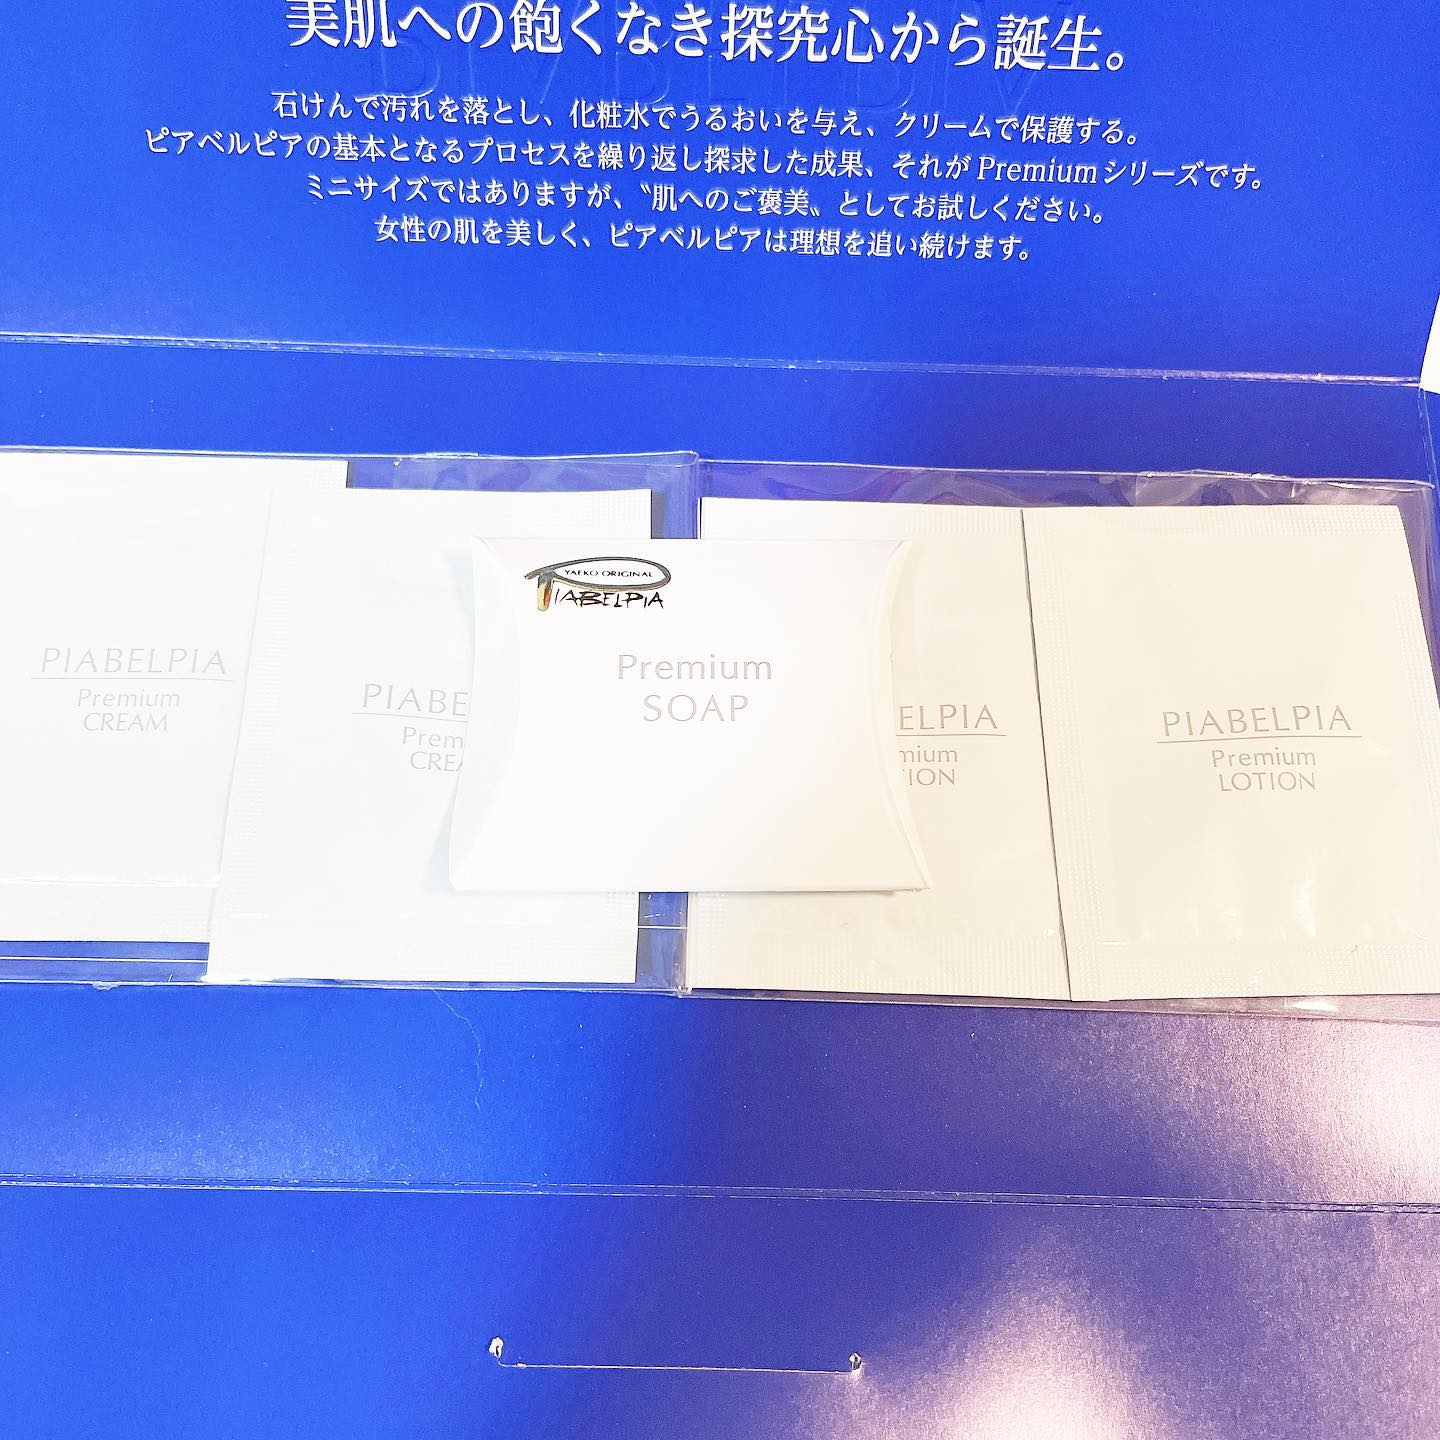 美肌への飽くなき探究心から誕生。
石けんで汚れを落とし、化粧水でうるおいを与え、クリームで保護する。
ピアベルピアの基本となるプロセスを繰り返し探求した成果、それがPremiumシリーズです。
ミニサイズではありますが、〝肌へのご褒美〟としてお試しください。
女性の肌を美しく、ピアベルピアは理想を追い続けます。
PIABELPIA
Premium
CREAM
PIABE
Prem
CREA
YAEKO ORIGINAL
PIABELPIA
Premium
SOAP
ELPIA
mium
TION
PIABELPIA
Premium
LOTION